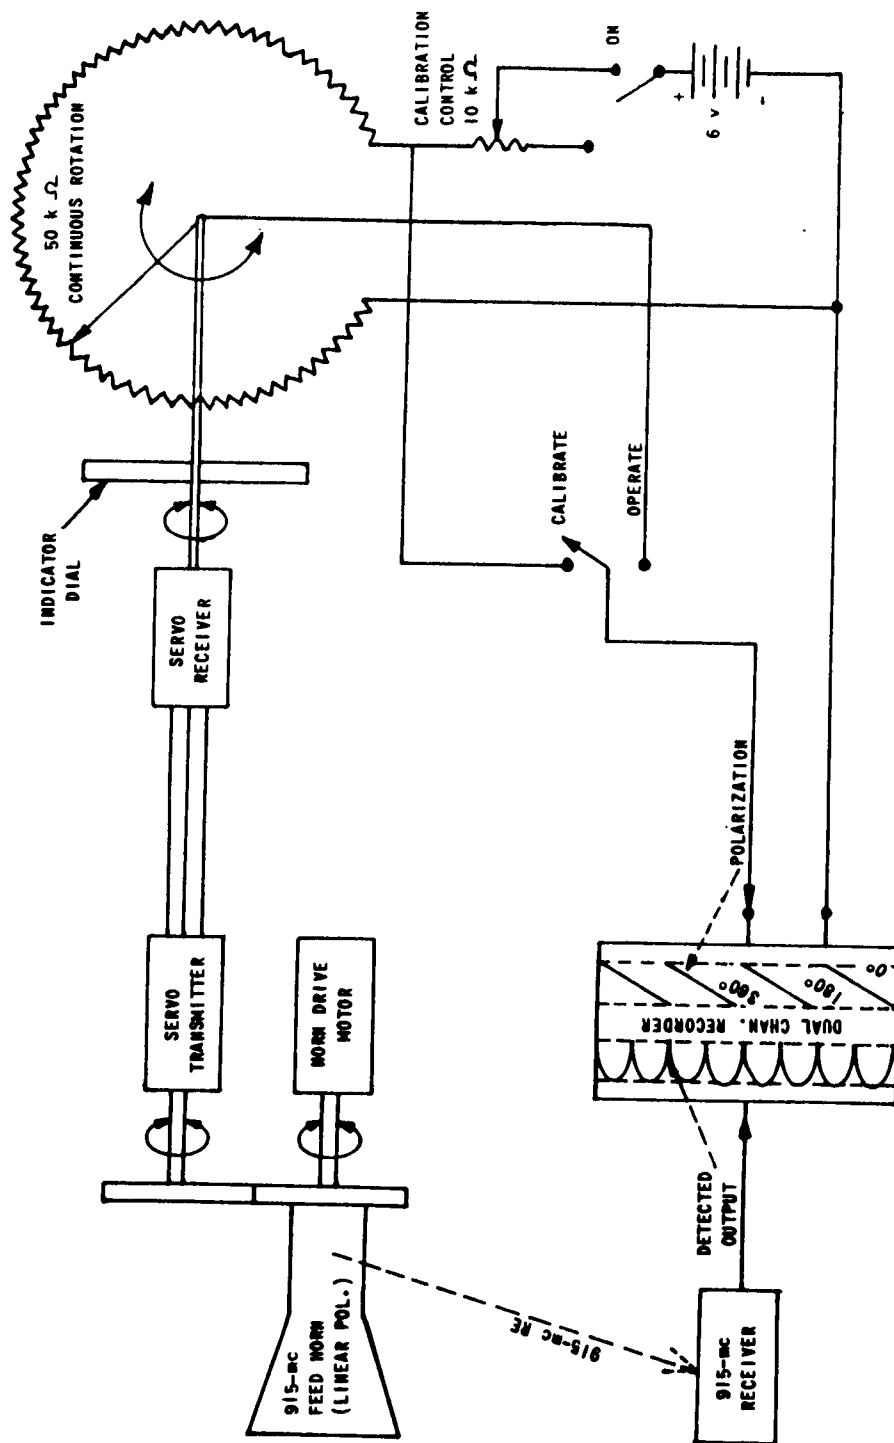 915-mc
FEED HORN
(LINEAR POL.)
SERVO
TRANSMITTER
HORN DRIVE
MOTOR
SERVO
RECEIVER
INDICATOR
DIAL
50 k Ω
CONTINUOUS ROTATION
CALIBRATION
CONTROL
10 k Ω
ON
+
6 v
-
CALIBRATE
OPERATE
POLARIZATION
915-mc RE
915-mc
RECEIVER
DETECTED
OUTPUT
DUAL CHAN. RECORDER
360°
180°
0°